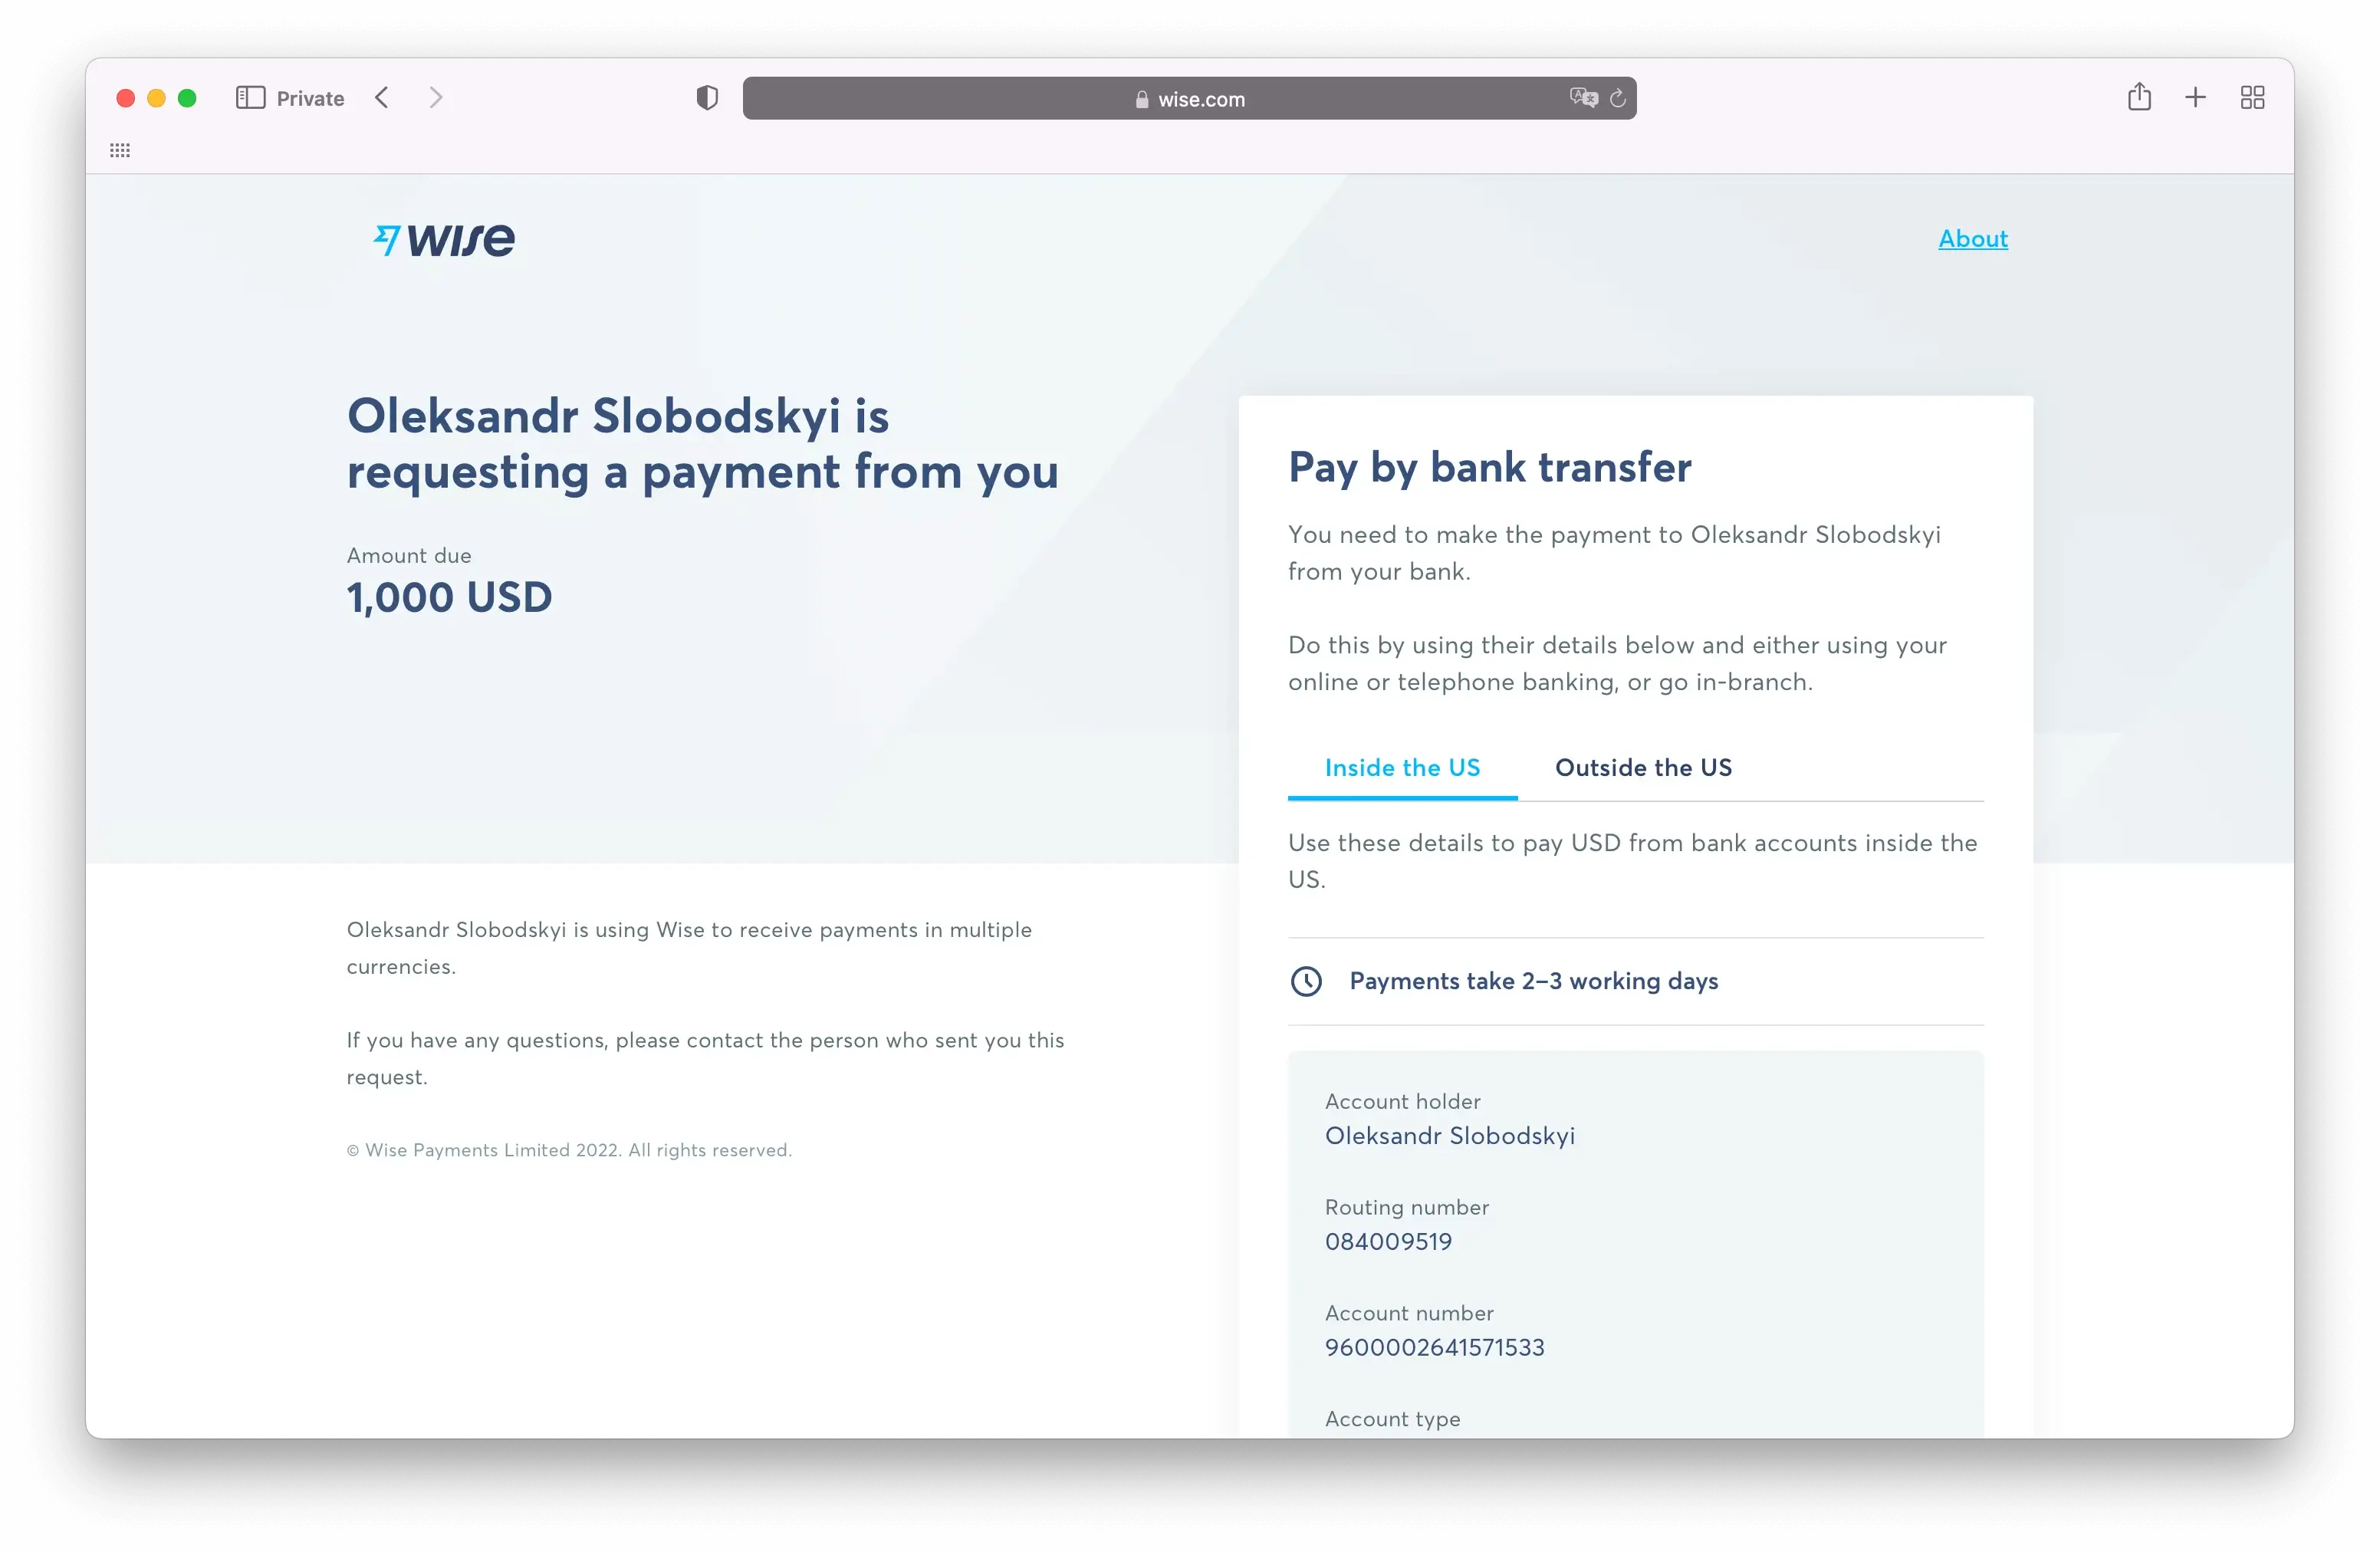 Private
wise.com
wise
About
Oleksandr Slobodskyi is
requesting a payment from you
Amount due
1,000 USD
Oleksandr Slobodskyi is using Wise to receive payments in multiple
currencies.
If you have any questions, please contact the person who sent you this
request.
© Wise Payments Limited 2022. All rights reserved.
Pay by bank transfer
You need to make the payment to Oleksandr Slobodskyi
from your bank.
Do this by using their details below and either using your
online or telephone banking, or go in-branch.
Inside the US
Outside the US
Use these details to pay USD from bank accounts inside the
US.
Payments take 2–3 working days
Account holder
Oleksandr Slobodskyi
Routing number
084009519
Account number
9600002641571533
Account type